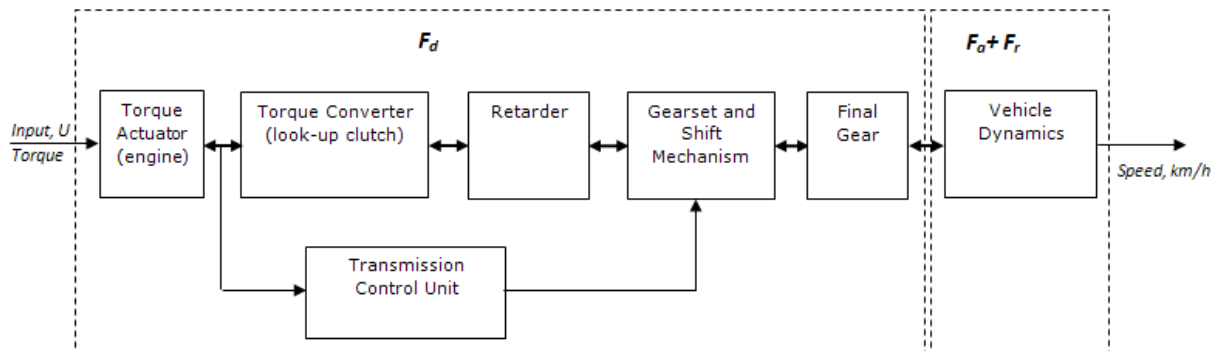 F_d
F_a+ F_r
Input, U
Torque
Torque
Actuator
(engine)
Torque Converter
(look-up clutch)
Retarder
Gearset and
Shift
Mechanism
Final
Gear
Vehicle
Dynamics
Speed, km/h
Transmission
Control Unit